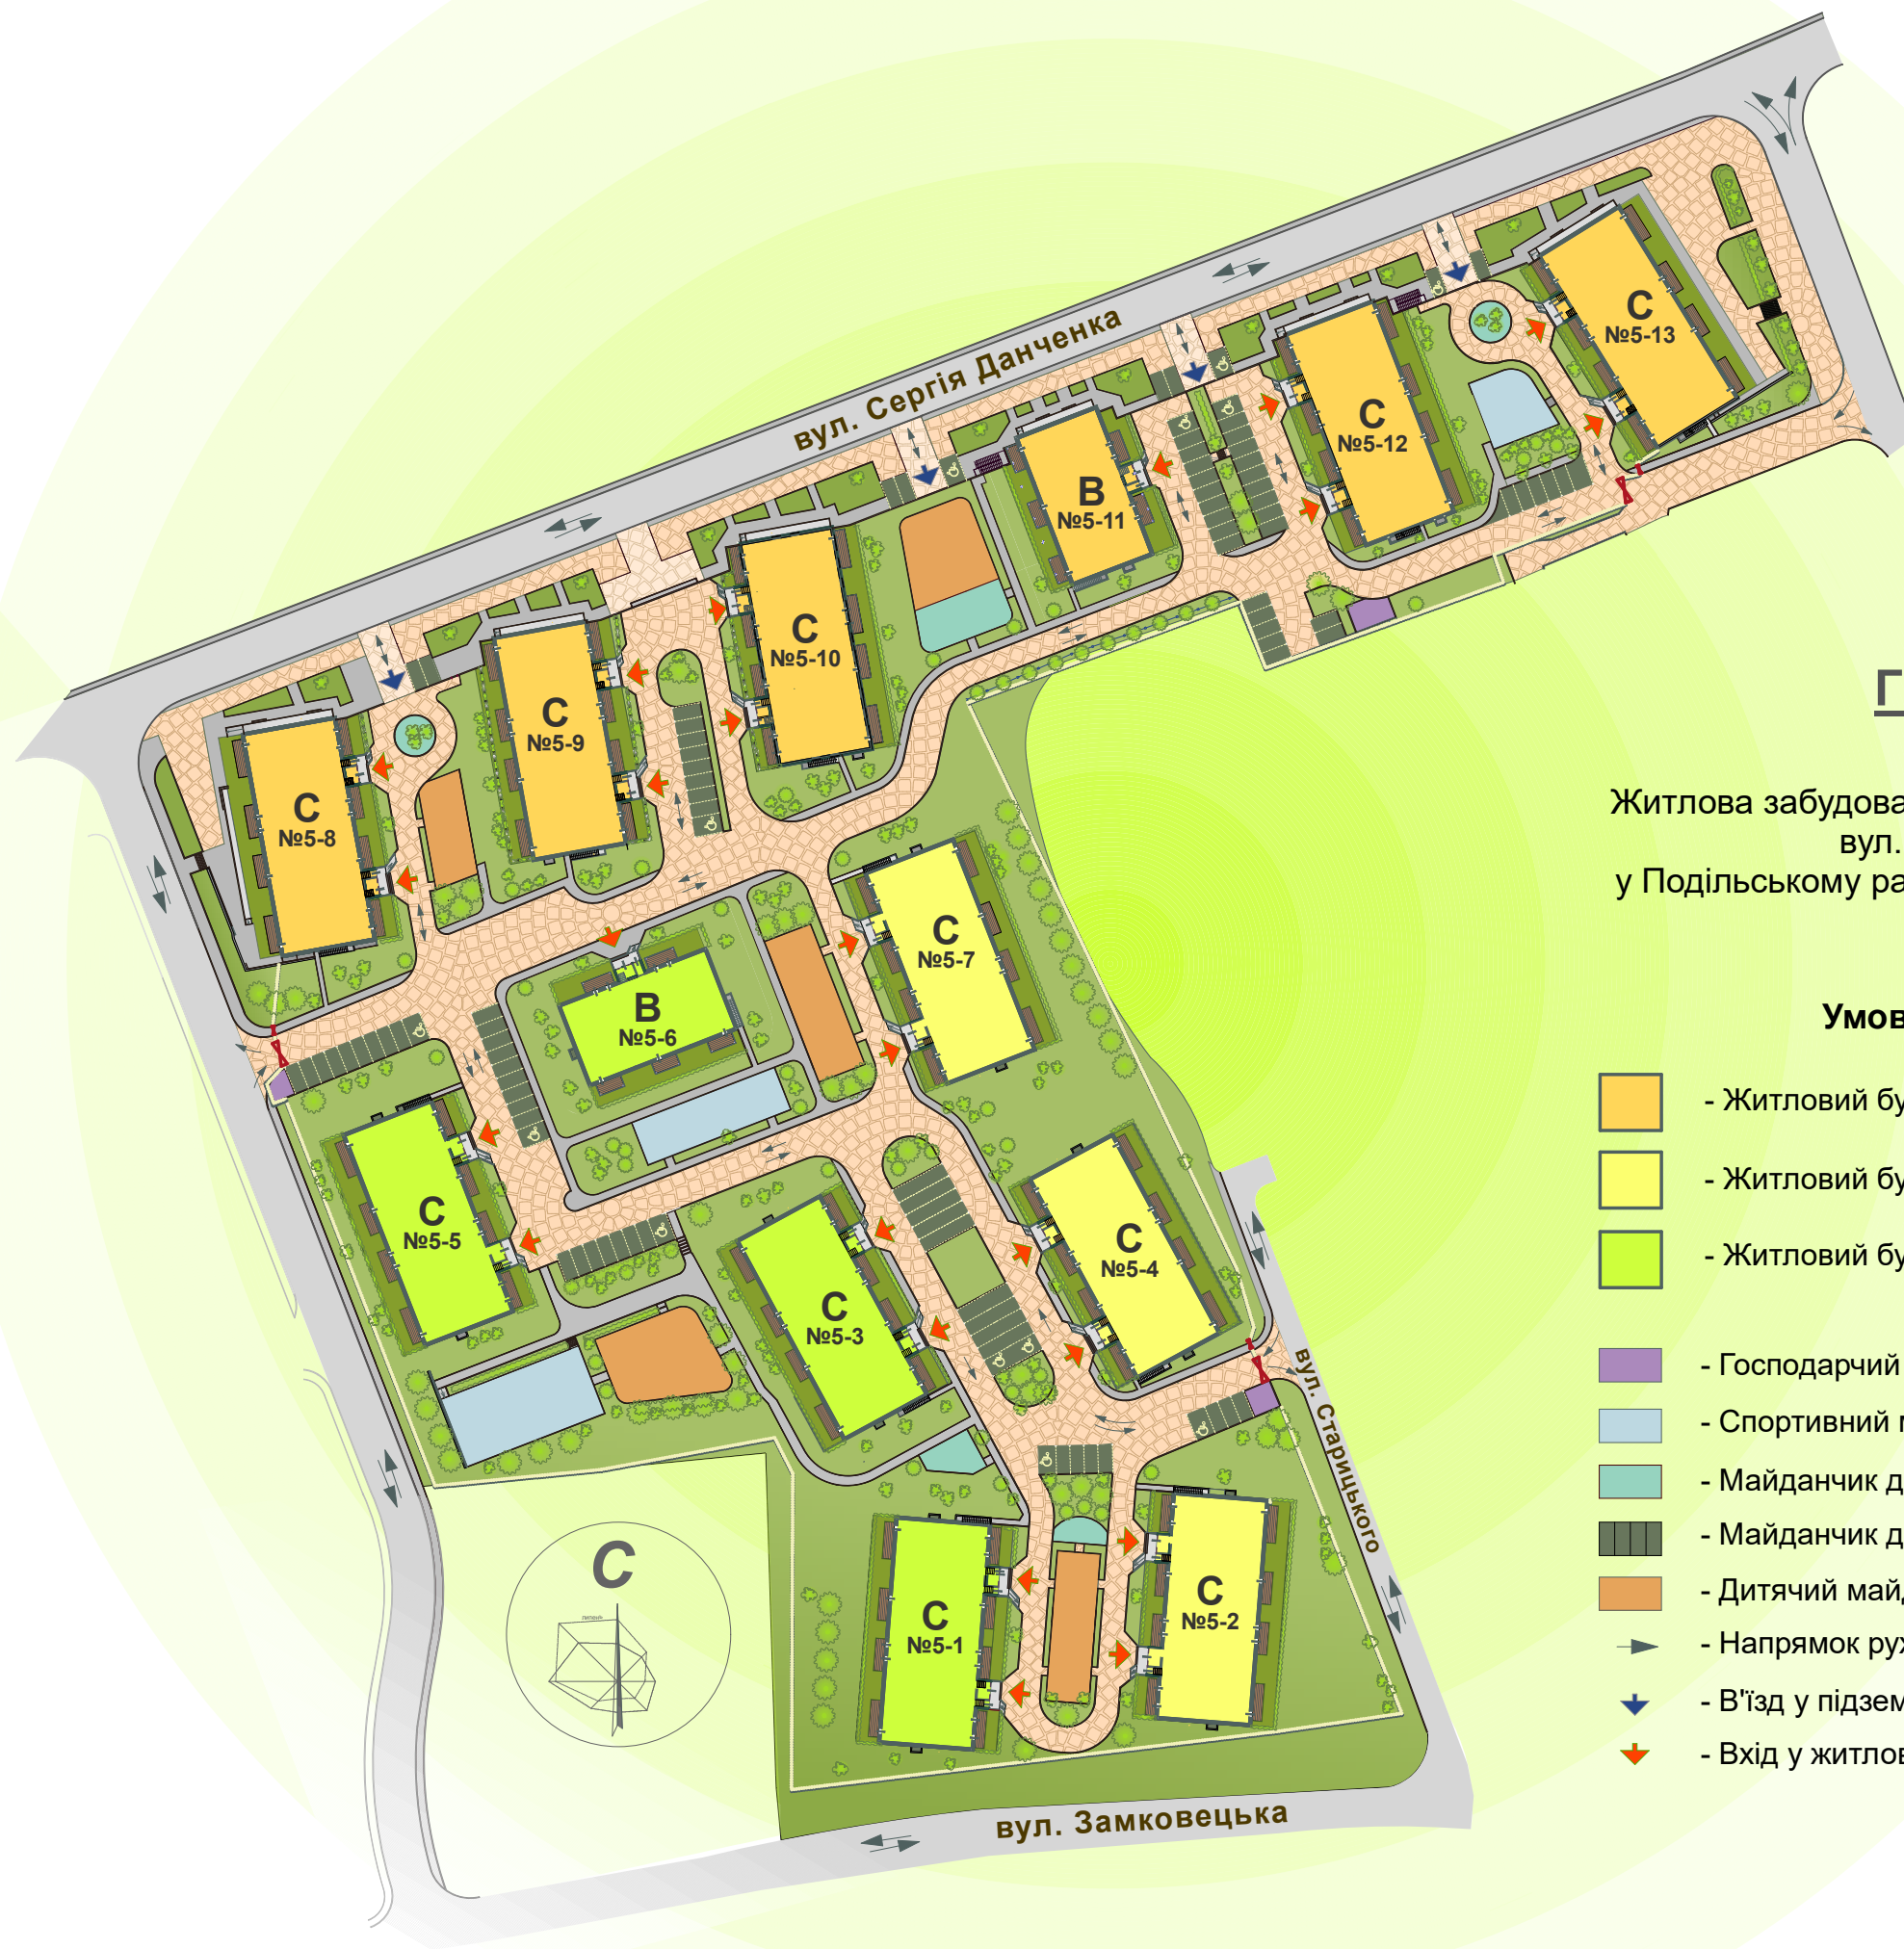 вул. Сергія Данченка
С
№5-13
С
№5-12
В
№5-11
С
№5-10
С
№5-9
С
№5-8
С
№5-7
В
№5-6
С
№5-5
С
№5-4
С
№5-3
С
№5-2
С
№5-1
вул. Старицького
вул. Замковецька
С
Г
Житлова забудова
вул.
у Подільському ра
Умов
- Житловий бу
- Житловий бу
- Житловий бу
- Господарчий
- Спортивний м
- Майданчик д
- Майданчик д
- Дитячий майд
- Напрямок рух
- В'їзд у підзем
- Вхід у житлов